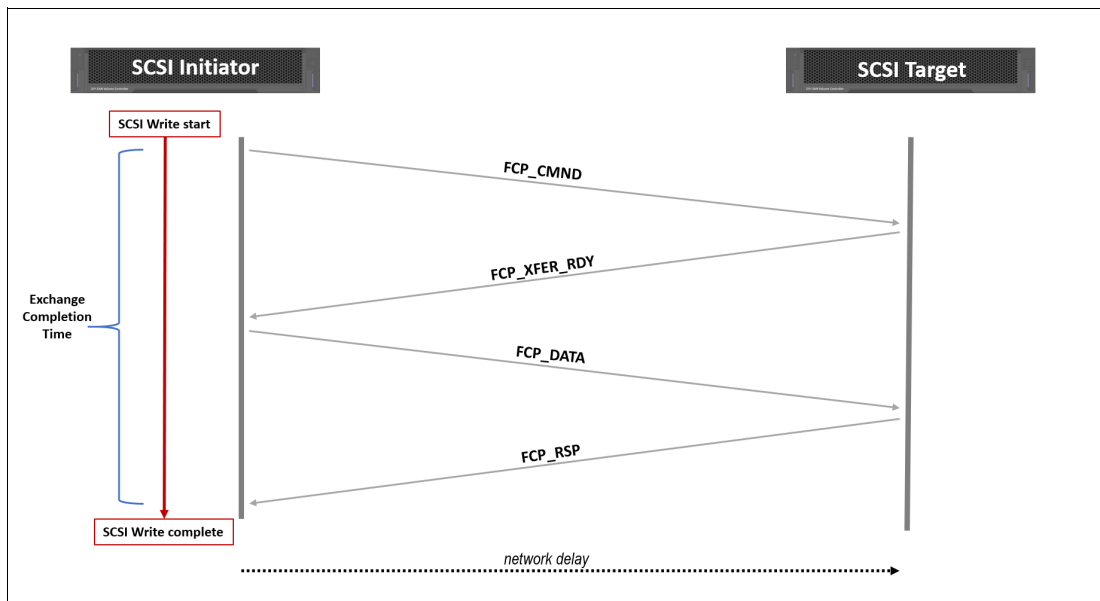 SCSI Initiator
SCSI Target
SCSI Write start
FCP_CMND
FCP_XFER_RDY
Exchange
Completion
Time
FCP_DATA
FCP_RSP
SCSI Write complete
network delay